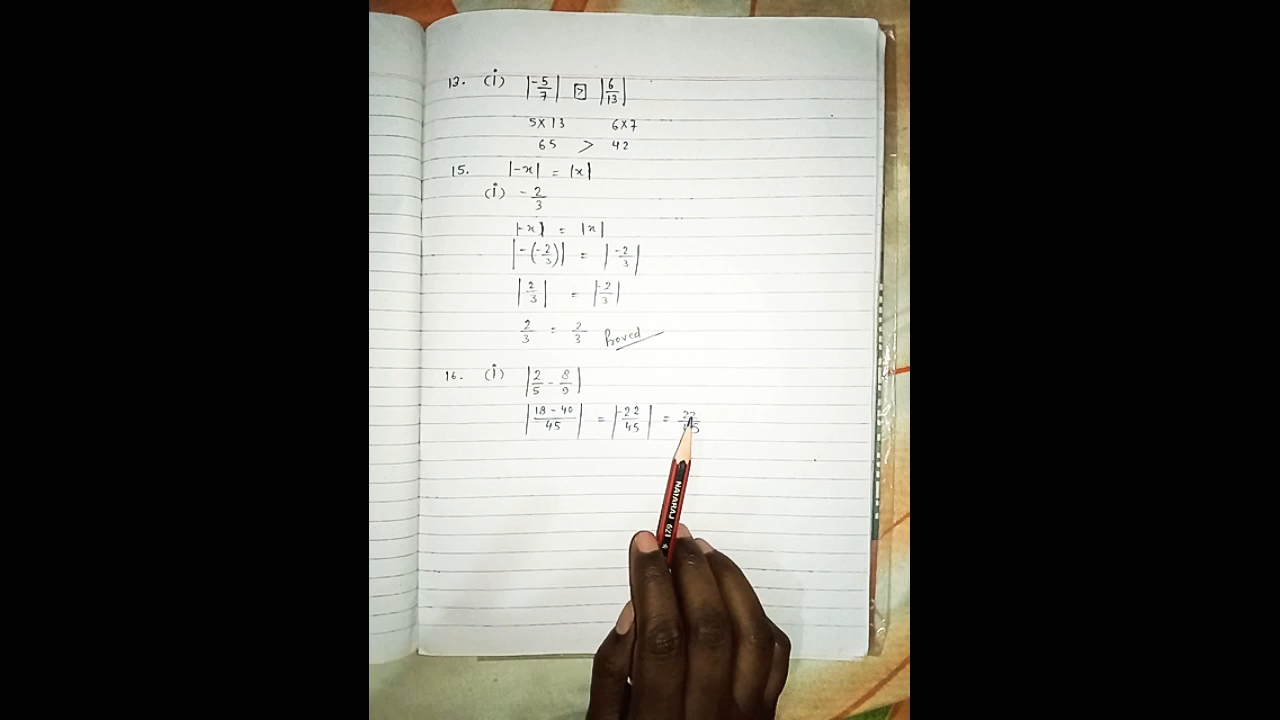 13. (i) |-5/7| > |6/13|
5×13 6×7
65 > 42
15. |-x| = |x|
(i) -2/3
|-x| = |x|
|-(-2/3)| = |-2/3|
|2/3| = |-2/3|
2/3 = 2/3 Proved
16. (i) |2/5 - 8/9|
|18-40/45| = |-22/45| = 22/45
NATARAJ 621